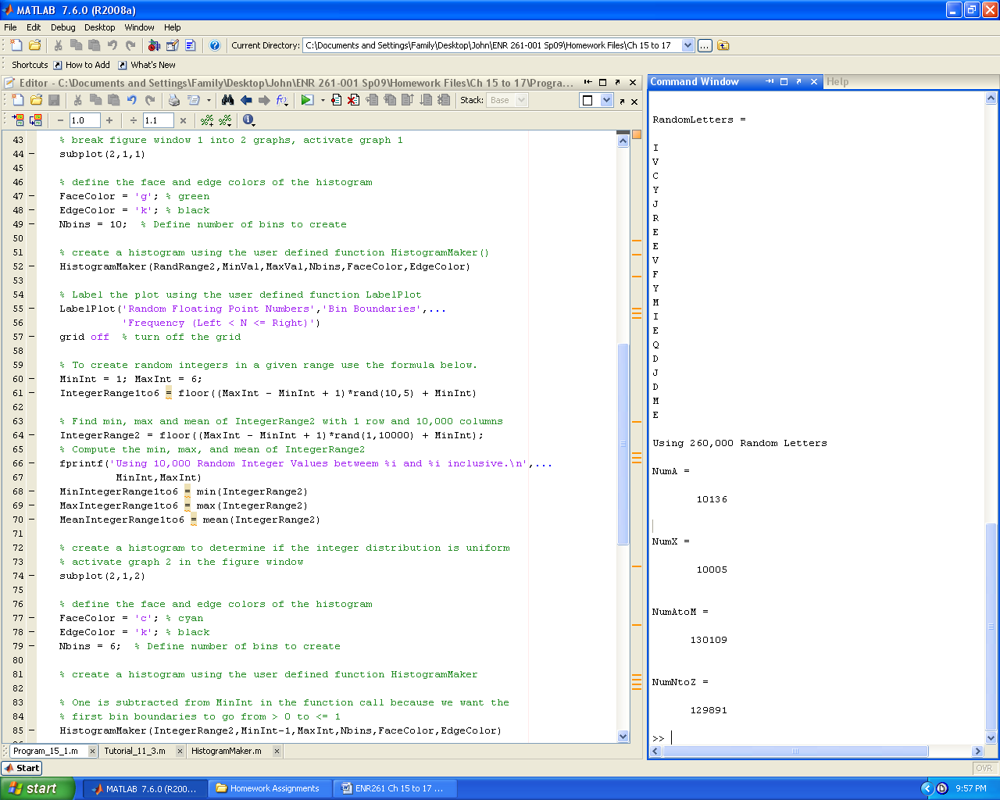 MATLAB  7.6.0 (R2008a)
File Edit Debug Desktop Window Help
Current Directory: C:\Documents and Settings\Family\Desktop\John\ENR 261-001 Sp09\Homework Files\Ch 15 to 17
Shortcuts How to Add What's New
Editor - C:\Documents and Settings\Family\Desktop\John\ENR 261-001 Sp09\Homework Files\Ch 15 to 17\Progra...
Stack: Base
- 1.0 + ÷ 1.1 ×
43 % break figure window 1 into 2 graphs, activate graph 1
44 - subplot(2,1,1)
45
46 % define the face and edge colors of the histogram
47 - FaceColor = 'g'; % green
48 - EdgeColor = 'k'; % black
49 - Nbins = 10;  % Define number of bins to create
50
51 % create a histogram using the user defined function HistogramMaker()
52 - HistogramMaker(RandRange2,MinVal,MaxVal,Nbins,FaceColor,EdgeColor)
53
54 % Label the plot using the user defined function LabelPlot
55 - LabelPlot('Random Floating Point Numbers','Bin Boundaries',...
56 'Frequency (Left < N <= Right)')
57 - grid off  % turn off the grid
58
59 % To create random integers in a given range use the formula below.
60 - MinInt = 1; MaxInt = 6;
61 - IntegerRange1to6 = floor((MaxInt - MinInt + 1)*rand(10,5) + MinInt)
62
63 % Find min, max and mean of IntegerRange2 with 1 row and 10,000 columns
64 - IntegerRange2 = floor((MaxInt - MinInt + 1)*rand(1,10000) + MinInt);
65 % Compute the min, max, and mean of IntegerRange2
66 - fprintf('Using 10,000 Random Integer Values betweem %i and %i inclusive.\n',...
67 MinInt,MaxInt)
68 - MinIntegerRange1to6 = min(IntegerRange2)
69 - MaxIntegerRange1to6 = max(IntegerRange2)
70 - MeanIntegerRange1to6 = mean(IntegerRange2)
71
72 % create a histogram to determine if the integer distribution is uniform
73 % activate graph 2 in the figure window
74 - subplot(2,1,2)
75
76 % define the face and edge colors of the histogram
77 - FaceColor = 'c'; % cyan
78 - EdgeColor = 'k'; % black
79 - Nbins = 6;  % Define number of bins to create
80
81 % create a histogram using the user defined function HistogramMaker
82
83 % One is subtracted from MinInt in the function call because we want the
84 % first bin boundaries to go from > 0 to <= 1
85 - HistogramMaker(IntegerRange2,MinInt-1,MaxInt,Nbins,FaceColor,EdgeColor)
Program_15_1.m × Tutorial_11_3.m × HistogramMaker.m ×
Command Window Help
RandomLetters =
I
V
C
Y
J
R
E
E
V
F
Y
M
I
E
Q
D
J
D
M
E
Using 260,000 Random Letters
NumA =
10136
NumX =
10005
NumAtoM =
130109
NumNtoZ =
129891
>>
Start
OVR
start MATLAB 7.6.0 (R200... Homework Assignments ENR261 Ch 15 to 17 ... 9:57 PM